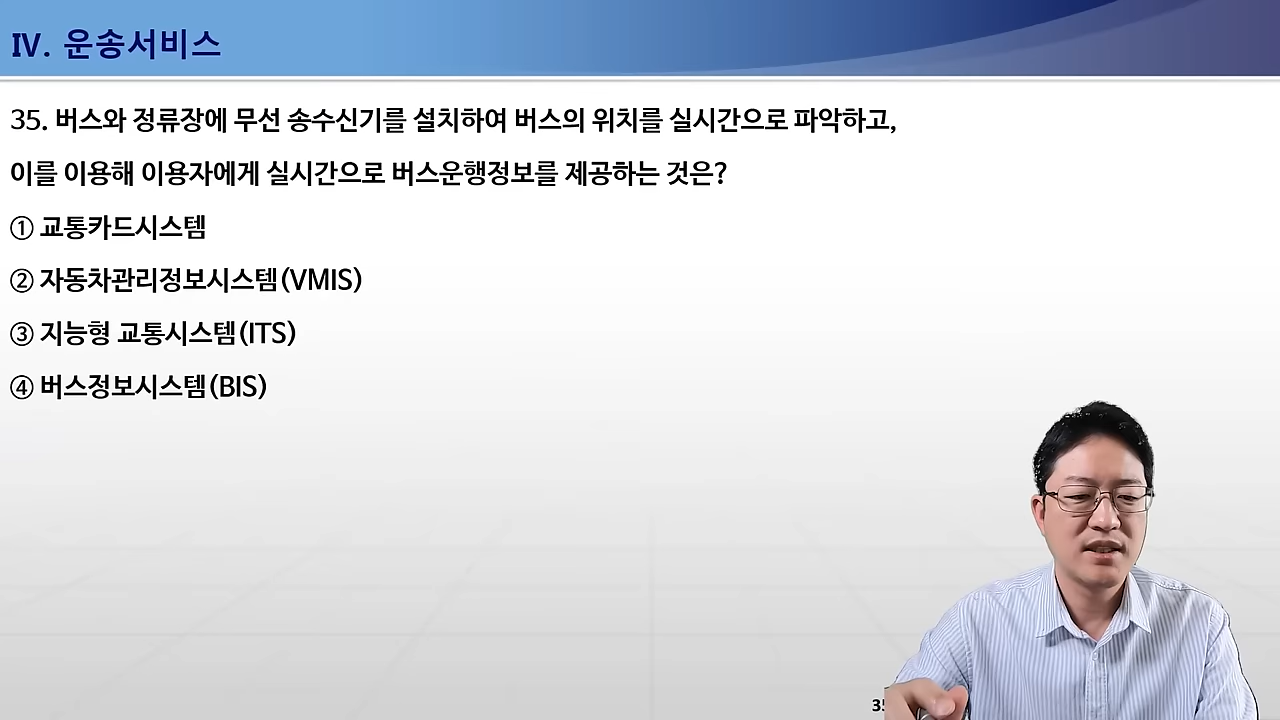 Ⅳ. 운송서비스
35. 버스와 정류장에 무선 송수신기를 설치하여 버스의 위치를 실시간으로 파악하고,
이를 이용해 이용자에게 실시간으로 버스운행정보를 제공하는 것은?
① 교통카드시스템
② 자동차관리정보시스템(VMIS)
③ 지능형 교통시스템(ITS)
④ 버스정보시스템(BIS)